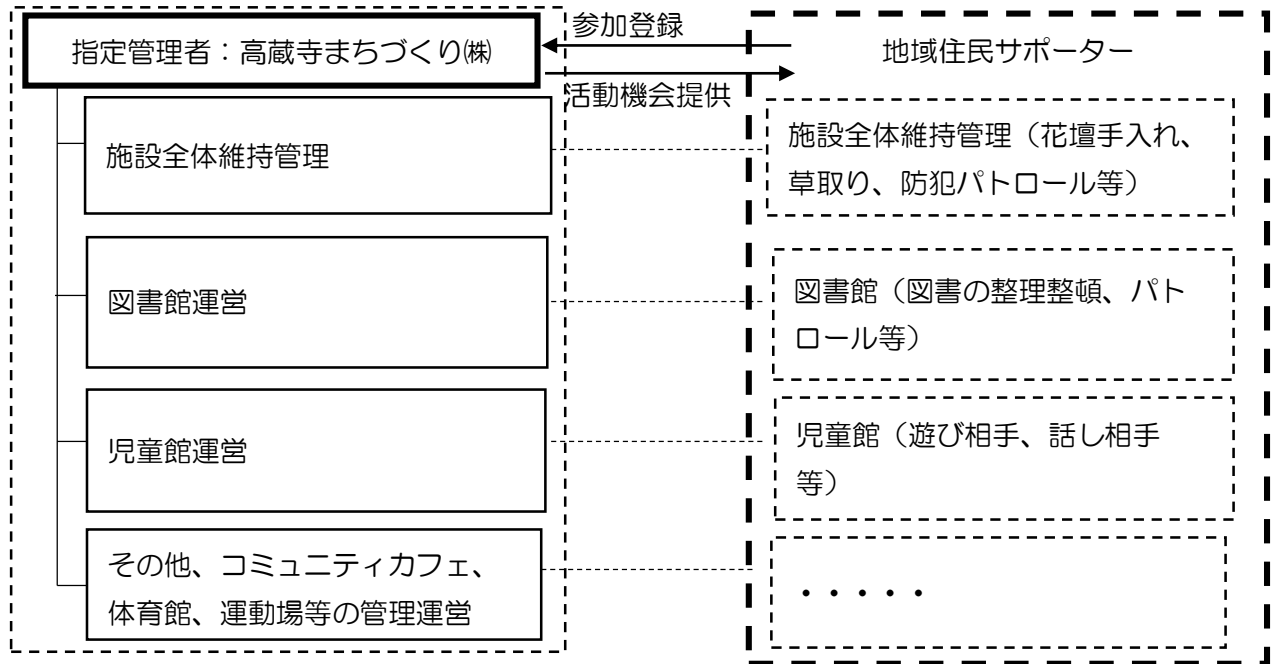 指定管理者：高蔵寺まちづくり㈱
参加登録
活動機会提供
地域住民サポーター
施設全体維持管理
施設全体維持管理（花壇手入れ、
草取り、防犯パトロール等）
図書館運営
図書館（図書の整理整頓、パト
ロール等）
児童館運営
児童館（遊び相手、話し相手
等）
その他、コミュニティカフェ、
体育館、運動場等の管理運営
・・・・・